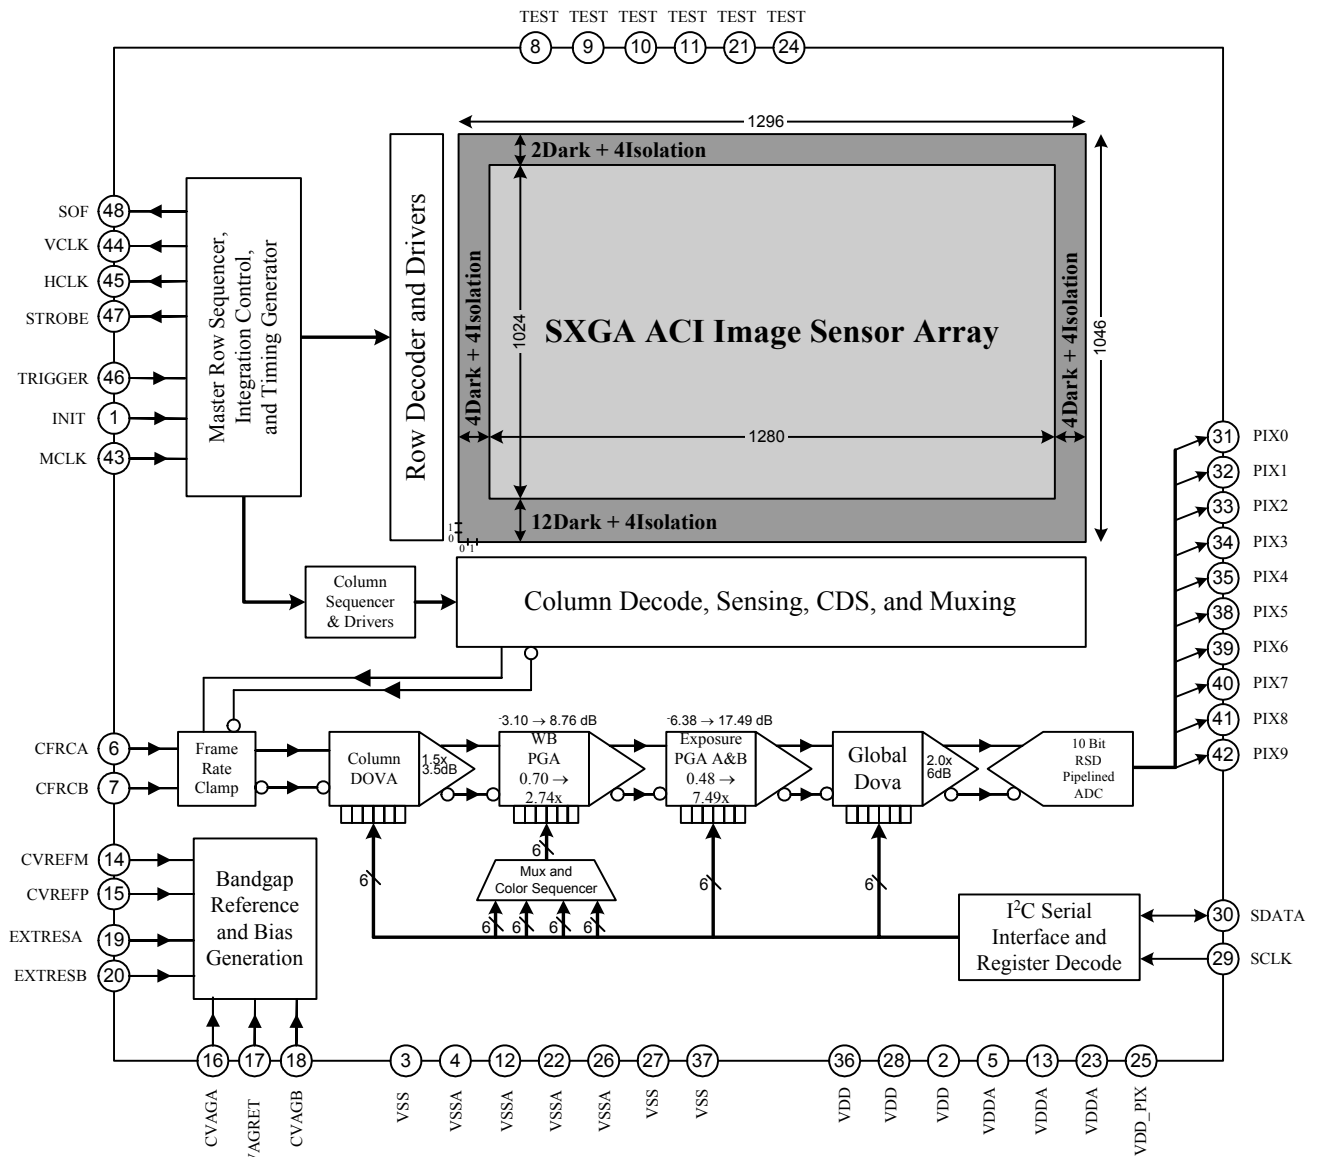 TEST TEST TEST TEST TEST TEST
8 9 10 11 21 24
1296
2Dark + 4Isolation
SOF 48
VCLK 44
HCLK 45
STROBE 47
TRIGGER 46
INIT 1
MCLK 43
Master Row Sequencer,
Integration Control,
and Timing Generator
Row Decoder and Drivers
4Dark + 4Isolation
1024
SXGA ACI Image Sensor Array
4Dark + 4Isolation
1046
1280
12Dark + 4Isolation
1
0
0 1
31 PIX0
32 PIX1
33 PIX2
34 PIX3
35 PIX4
38 PIX5
39 PIX6
40 PIX7
41 PIX8
42 PIX9
Column
Sequencer
& Drivers
Column Decode, Sensing, CDS, and Muxing
CFRCA 6
CFRCB 7
Frame
Rate
Clamp
Column
DOVA
1.5x
3.5dB
-3.10 → 8.76 dB
WB
PGA
0.70 →
2.74x
-6.38 → 17.49 dB
Exposure
PGA A&B
0.48 →
7.49x
Global
Dova
2.0x
6dB
10 Bit
RSD
Pipelined
ADC
CVREFM 14
CVREFP 15
EXTRESA 19
EXTRESB 20
Bandgap
Reference
and Bias
Generation
6
6
6
6
Mux and
Color Sequencer
6 6 6 6
I²C Serial
Interface and
Register Decode
30 SDATA
29 SCLK
16 17 18 3 4 12 22 26 27 37 36 28 2 5 13 23 25
CVAGA
VAGRET
CVAGB
VSS
VSSA
VSSA
VSSA
VSSA
VSS
VSS
VDD
VDD
VDD
VDDA
VDDA
VDDA
VDD_PIX